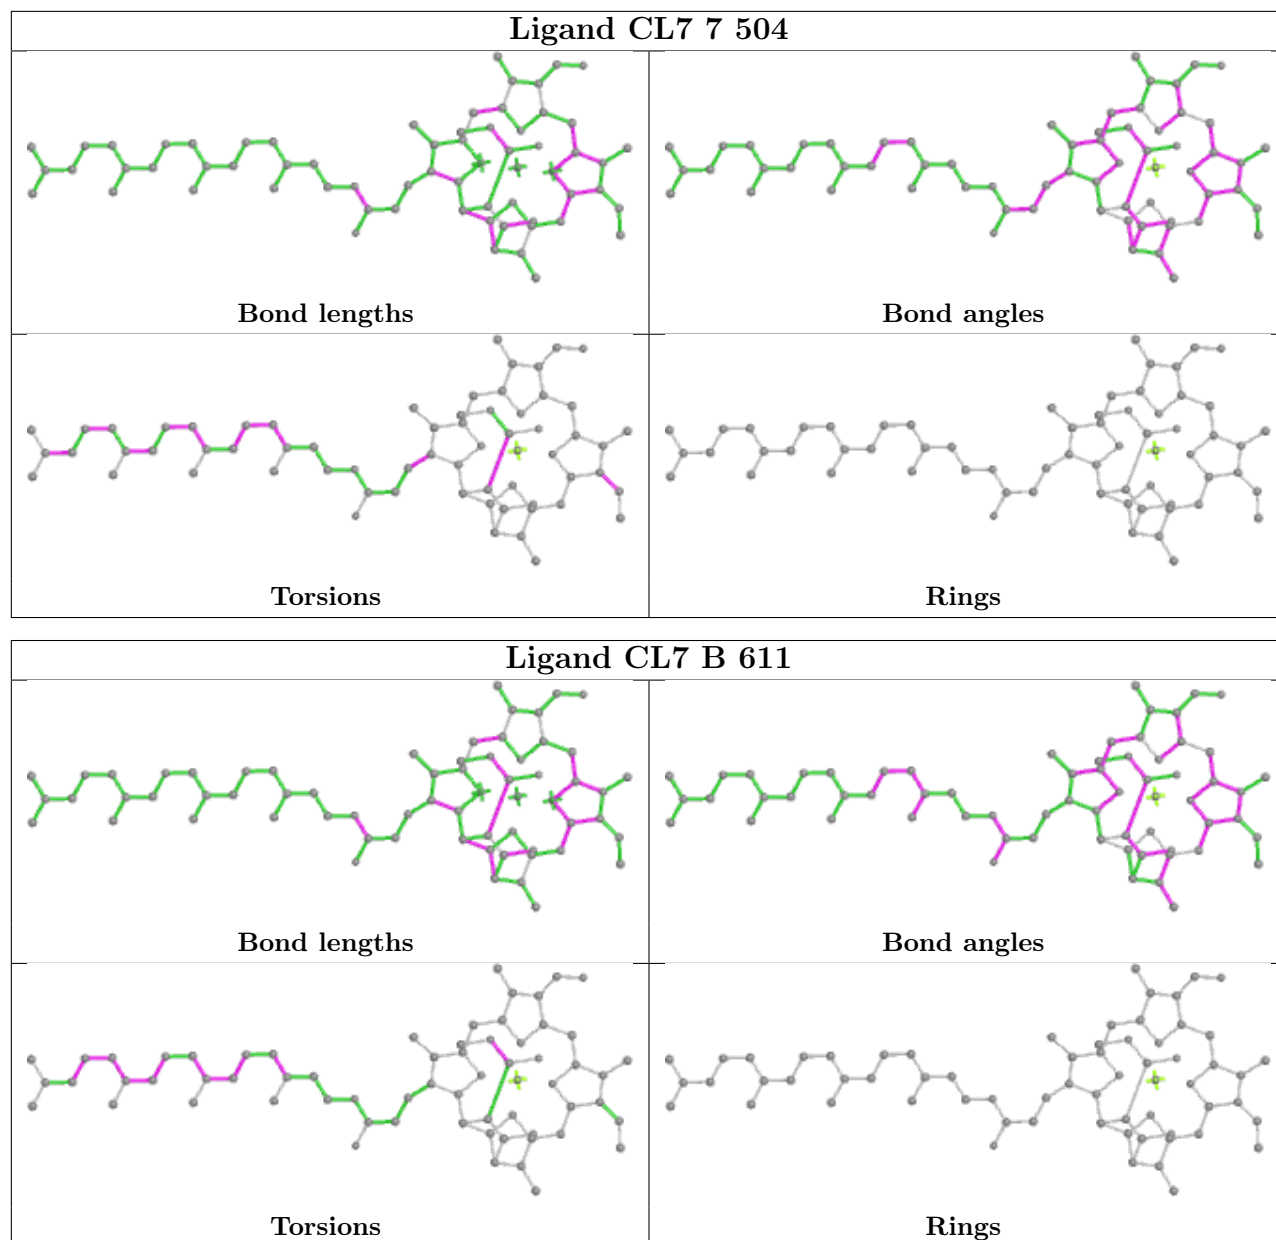 Ligand CL7 7 504
Bond lengths
Bond angles
Torsions
Rings
Ligand CL7 B 611
Bond lengths
Bond angles
Torsions
Rings